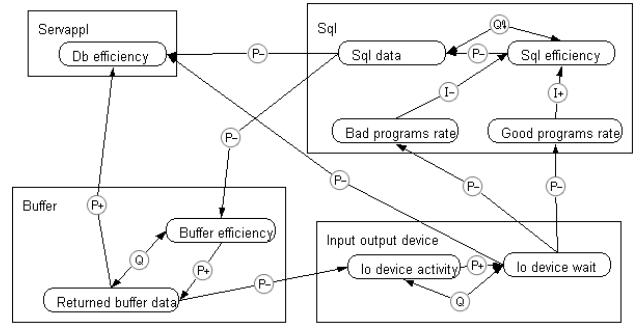 Servappl
Db efficiency
Sql
Q↯
Sql data
P−
Sql efficiency
P−
I−
I+
Bad programs rate
Good programs rate
P−
P−
P−
P−
P+
Buffer
Buffer efficiency
Q
P+
Returned buffer data
P−
Input output device
Io device activity
P+
Io device wait
Q